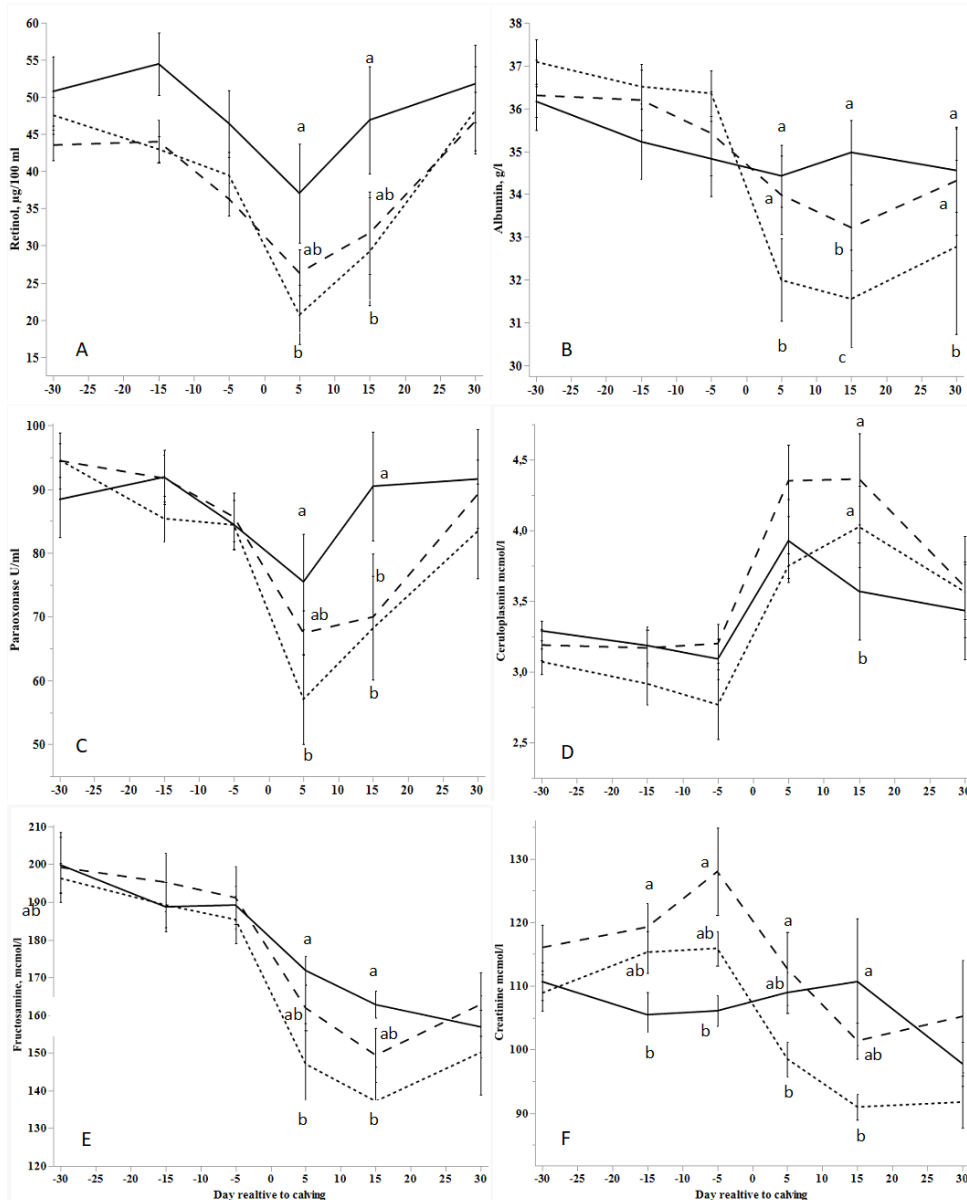 60
55
50
45
40
35
30
25
20
15
Retinol, µg/100 ml
a
a
ab
ab
b
b
A
-30 -25 -20 -15 -10 -5 0 5 10 15 20 25 30
38
37
36
35
34
33
32
31
30
Albumin, g/l
a
a
a
a
b
a
b
c
b
B
-30 -25 -20 -15 -10 -5 0 5 10 15 20 25 30
100
90
80
70
60
50
Paraoxonase U/ml
a
a
b
ab
b
b
C
-30 -25 -20 -15 -10 -5 0 5 10 15 20 25 30
4,5
4,0
3,5
3,0
2,5
Ceruloplasmin mcmol/l
a
a
b
D
-30 -25 -20 -15 -10 -5 0 5 10 15 20 25 30
210
200
190
180
170
160
150
140
130
120
Fructosamine, mcmol/l
ab
a
a
ab
ab
b
b
E
-30 -25 -20 -15 -10 -5 0 5 10 15 20 25 30
Day realtive to calving
130
120
110
100
90
Creatinine mcmol/l
a
a
a
ab
ab
ab
a
b
b
ab
b
b
F
-30 -25 -20 -15 -10 -5 0 5 10 15 20 25 30
Day realtive to calving